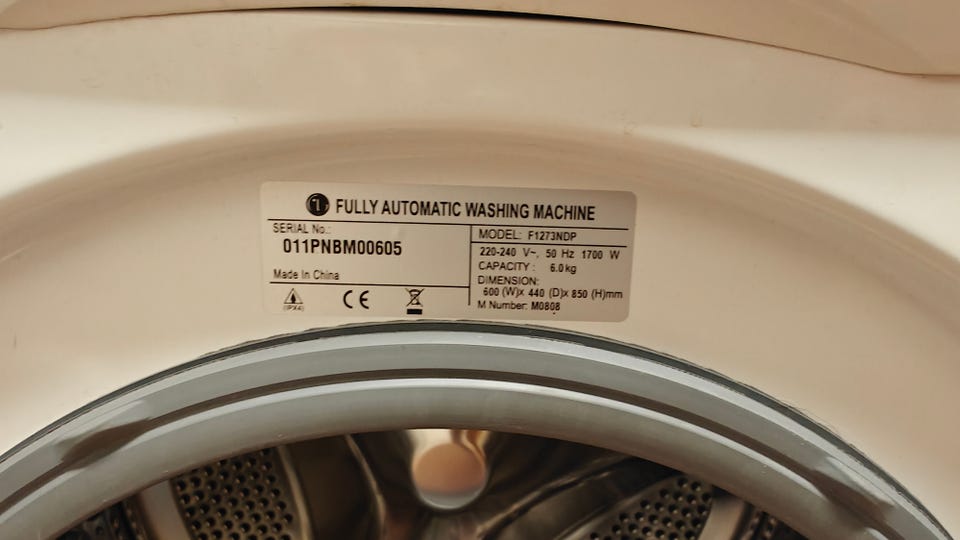 FULLY AUTOMATIC WASHING MACHINE
SERIAL No.:
011PNBM00605
Made In China
(IPX4)
CE
MODEL: F1273NDP
220-240 V~, 50 Hz 1700 W
CAPACITY : 6.0kg
DIMENSION:
600 (W)x 440 (D)x 850 (H)mm
M Number: M0808